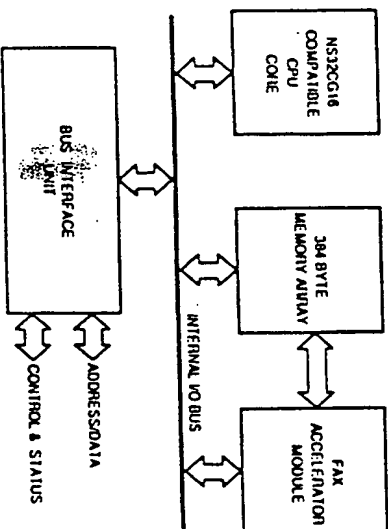 NS32CG16
COMPATIBLE
CPU
CORE
384 BYTE
MEMORY ARRAY
FAX
ACCELERATOR
MODULE
INTERNAL I/O BUS
BUS INTERFACE
UNIT
ADDRESS/DATA
CONTROL & STATUS